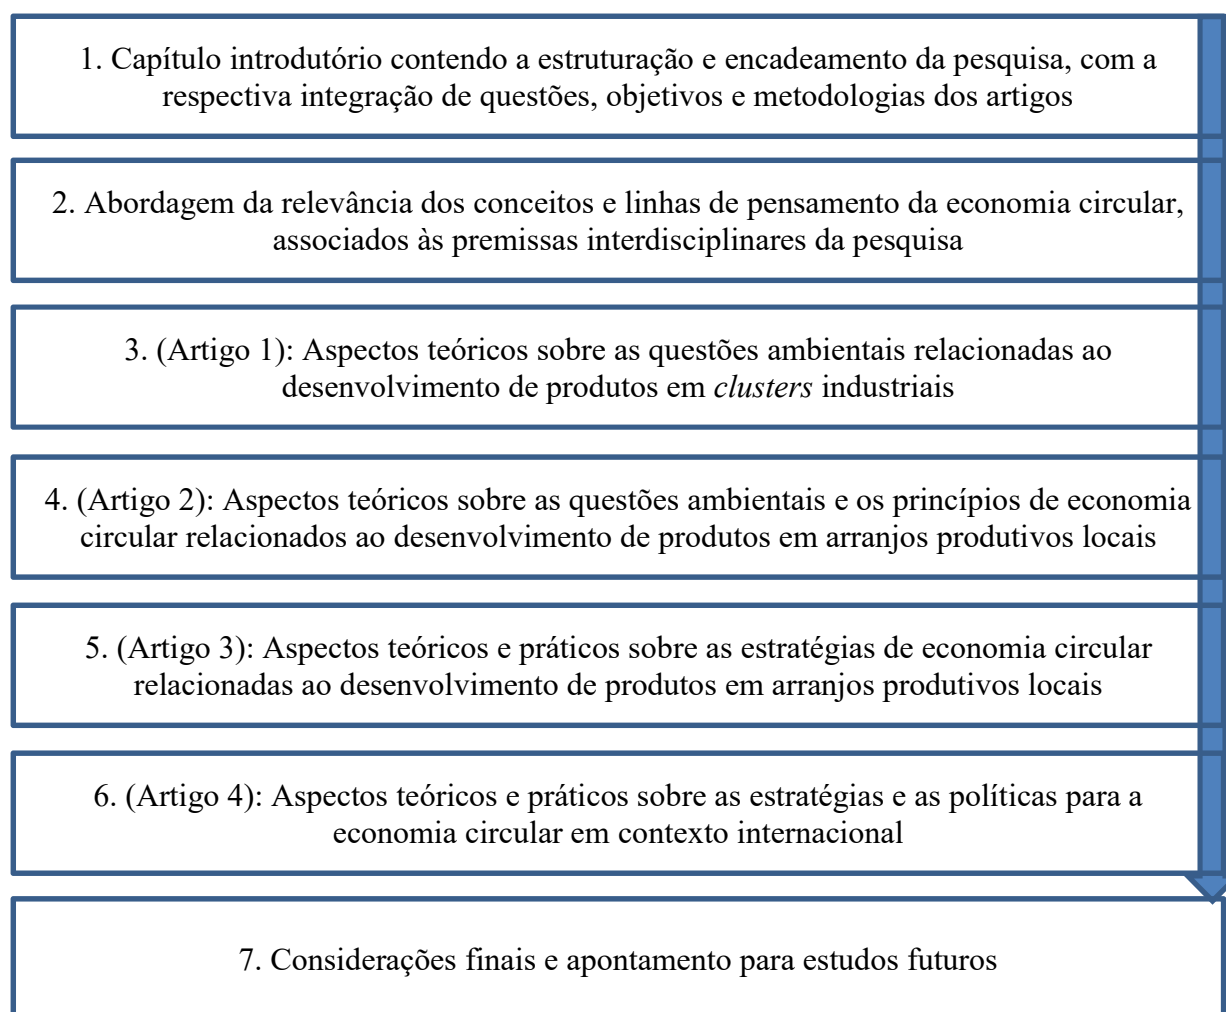 1. Capítulo introdutório contendo a estruturação e encadeamento da pesquisa, com a
respectiva integração de questões, objetivos e metodologias dos artigos
2. Abordagem da relevância dos conceitos e linhas de pensamento da economia circular,
associados às premissas interdisciplinares da pesquisa
3. (Artigo 1): Aspectos teóricos sobre as questões ambientais relacionadas ao
desenvolvimento de produtos em clusters industriais
4. (Artigo 2): Aspectos teóricos sobre as questões ambientais e os princípios de economia
circular relacionados ao desenvolvimento de produtos em arranjos produtivos locais
5. (Artigo 3): Aspectos teóricos e práticos sobre as estratégias de economia circular
relacionadas ao desenvolvimento de produtos em arranjos produtivos locais
6. (Artigo 4): Aspectos teóricos e práticos sobre as estratégias e as políticas para a
economia circular em contexto internacional
7. Considerações finais e apontamento para estudos futuros